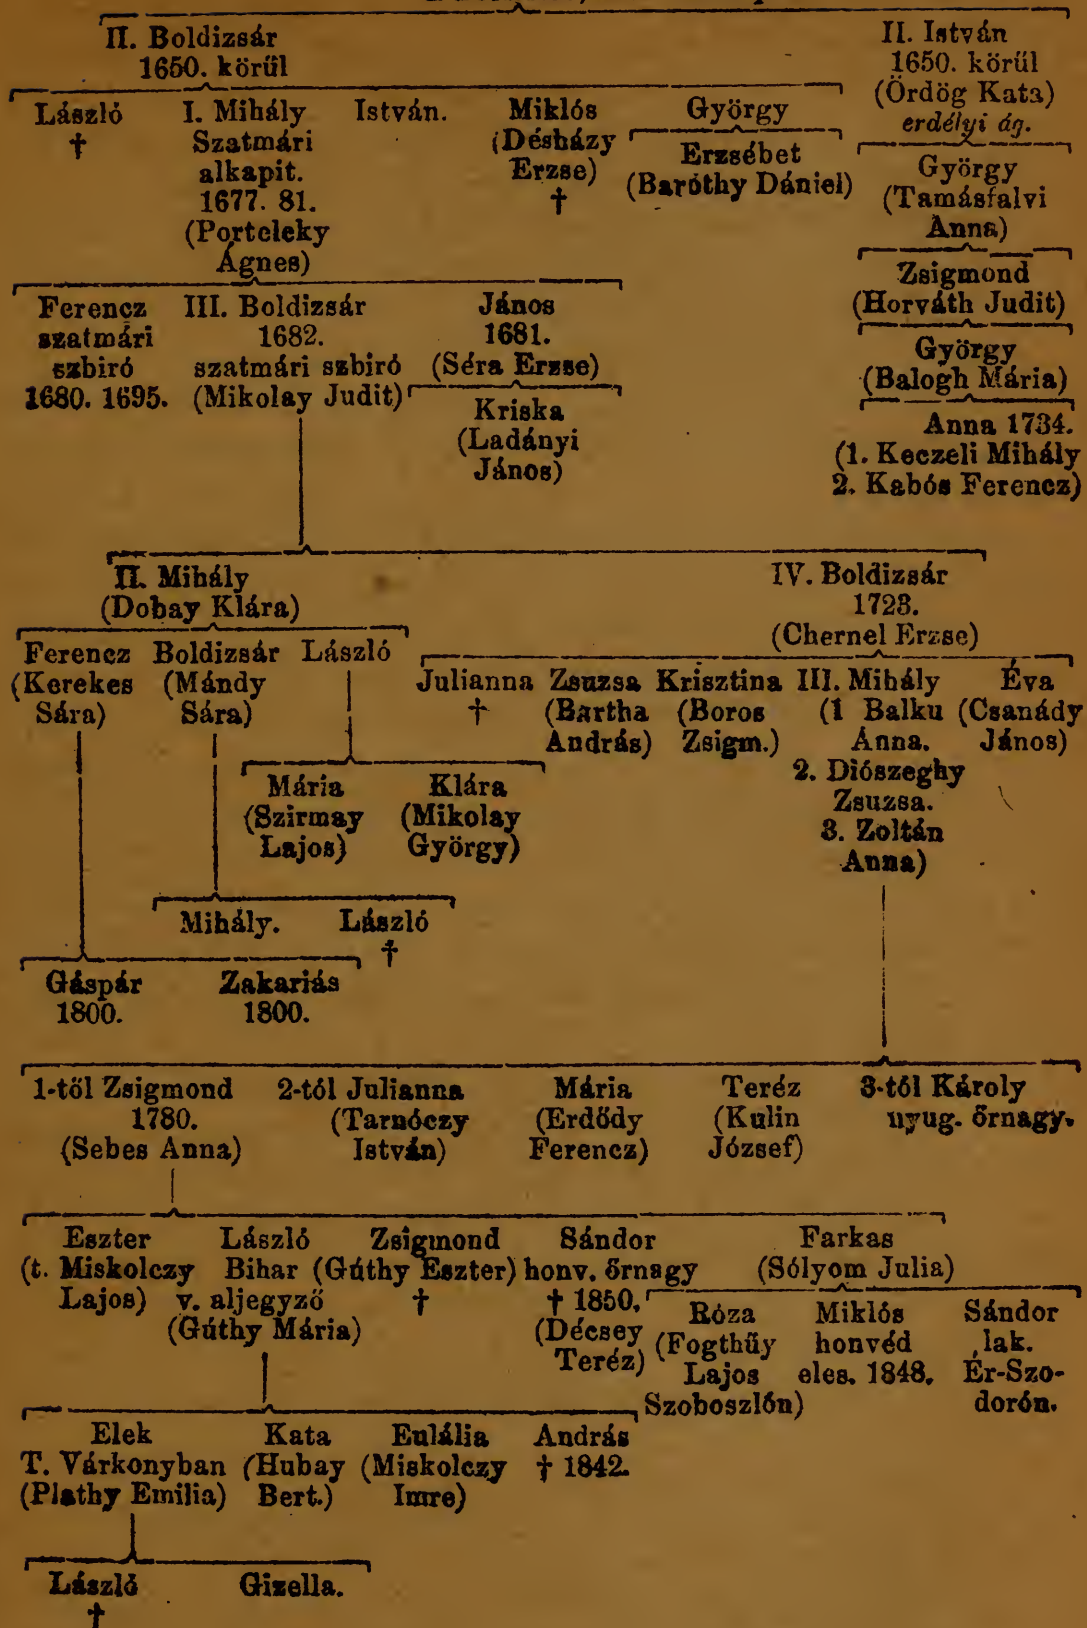 II. Boldizsár
1650. körül
II. István
1650. körül
(Ördög Kata)
erdélyi ág.
László
†
I. Mihály
Szatmári
alkapit.
1677. 81.
(Porteleky
Ágnes)
István.
Miklós
(Désházy
Erzse)
†
György
Erzsébet
(Baróthy Dániel)
György
(Tamásfalvi
Anna)
Zsigmond
(Horváth Judit)
György
(Balogh Mária)
Anna 1734.
(1. Keczeli Mihály
2. Kabós Ferencz)
Ferencz
szatmári
szbiró
1680. 1695.
III. Boldizsár
1682.
szatmári szbiró
(Mikolay Judit)
János
1681.
(Séra Erzse)
Kriska
(Ladányi
János)
II. Mihály
(Dobay Klára)
IV. Boldizsár
1723.
(Chernel Erzse)
Ferencz
(Kerekes
Sára)
Boldizsár
(Mándy
Sára)
László
Julianna
†
Zsuzsa
(Bartha
András)
Krisztina
(Boros
Zsigm.)
III. Mihály
(1 Balku
Anna.
2. Diószeghy
Zsuzsa.
3. Zoltán
Anna)
Éva
(Csanády
János)
Mária
(Szirmay
Lajos)
Klára
(Mikolay
György)
Mihály.
László
†
Gáspár
1800.
Zakariás
1800.
1-től Zsigmond
1780.
(Sebes Anna)
2-tól Julianna
(Tarnóczy
István)
Mária
(Erdődy
Ferencz)
Teréz
(Kulin
József)
3-tól Károly
nyug. őrnagy.
Eszter
(t. Miskolczy
Lajos)
László
Bihar
v. aljegyző
(Gúthy Mária)
Zsigmond
(Gúthy Eszter)
†
Sándor
honv. őrnagy
† 1850.
(Décsey
Teréz)
Farkas
(Sólyom Julia)
Róza
(Fogthűy
Lajos
Szoboszlón)
Miklós
honvéd
eles. 1848.
Sándor
lak.
Ér-Szo-
dorón.
Elek
T. Várkonyban
(Plathy Emilia)
Kata
(Hubay
Bert.)
Eulália
(Miskolczy
Imre)
András
† 1842.
László
†
Gizella.